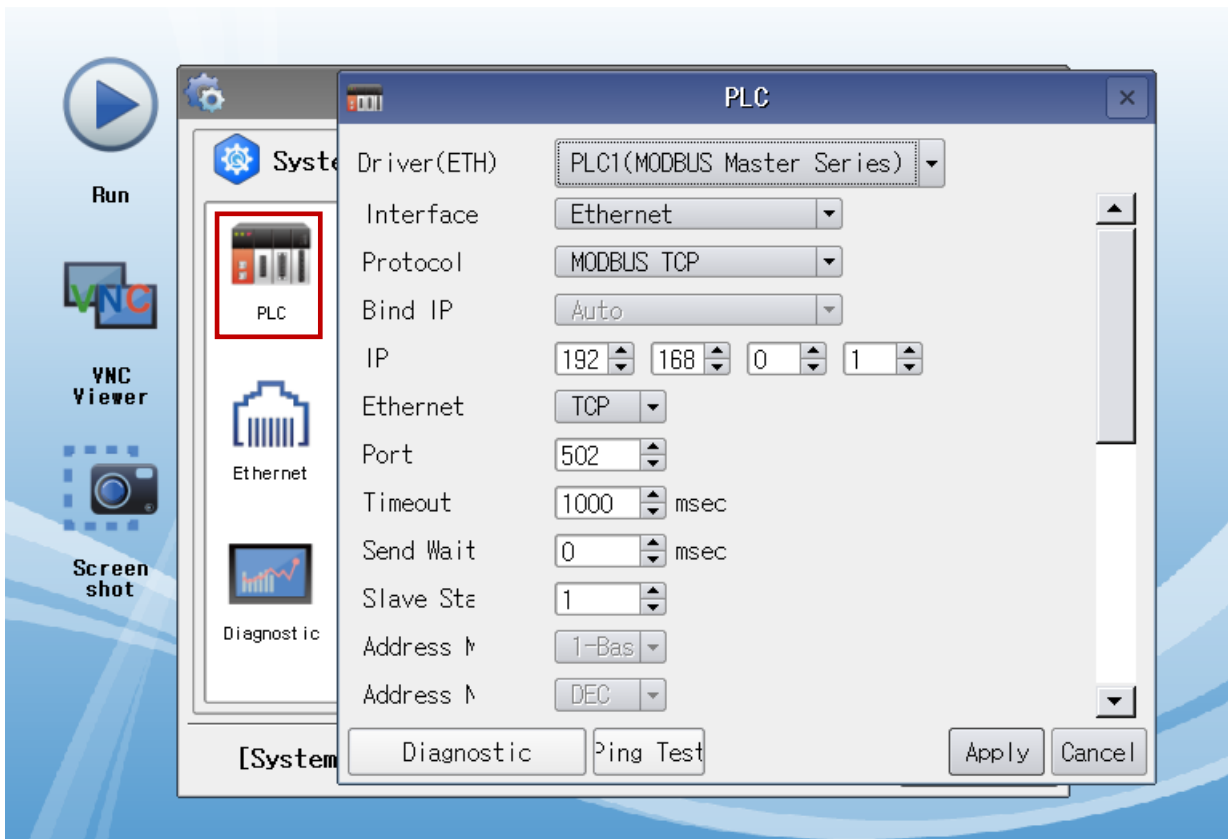 Run
VNC
VNC
Viewer
Screen
shot
Syste
PLC
Ethernet
Diagnostic
[System
PLC
Driver(ETH) PLC1(MODBUS Master Series)
Interface Ethernet
Protocol MODBUS TCP
Bind IP Auto
IP 192 168 0 1
Ethernet TCP
Port 502
Timeout 1000 msec
Send Wait 0 msec
Slave Sta 1
Address M 1-Bas
Address N DEC
Diagnostic Ping Test Apply Cancel